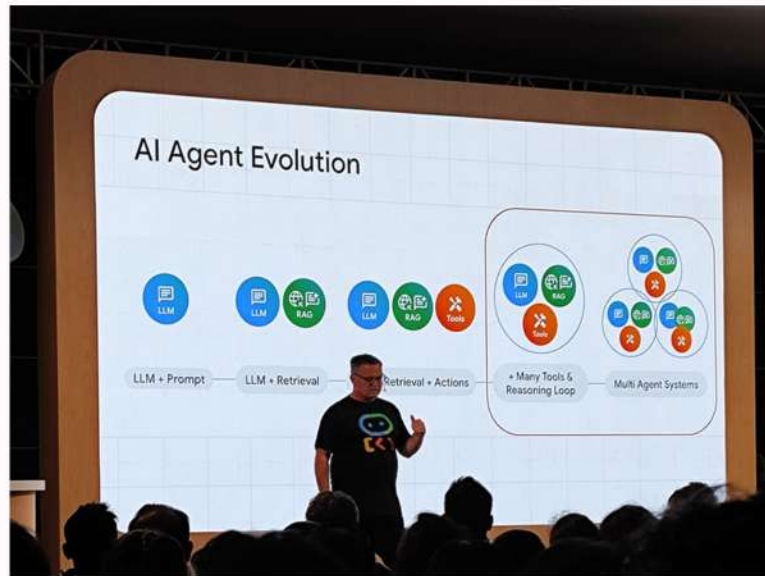 AI Agent Evolution
LLM
LLM
RAG
LLM
RAG
Tools
LLM
RAG
Tools
LLM + Prompt
LLM + Retrieval
Retrieval + Actions
+ Many Tools &
Reasoning Loop
Multi Agent Systems